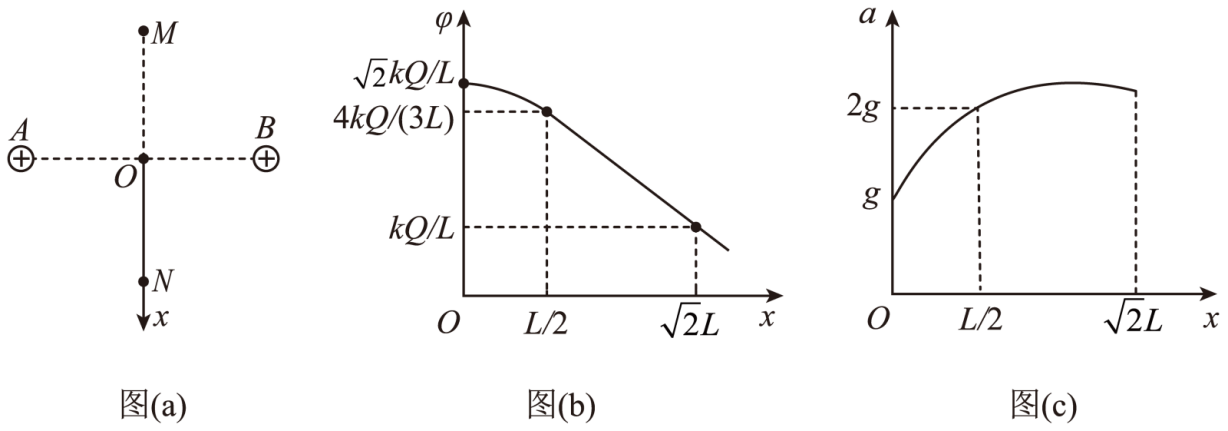 M
A
B
O
N
x
图(a)
φ
√2kQ/L
4kQ/(3L)
kQ/L
O
L/2
√2L
x
图(b)
a
2g
g
O
L/2
√2L
x
图(c)